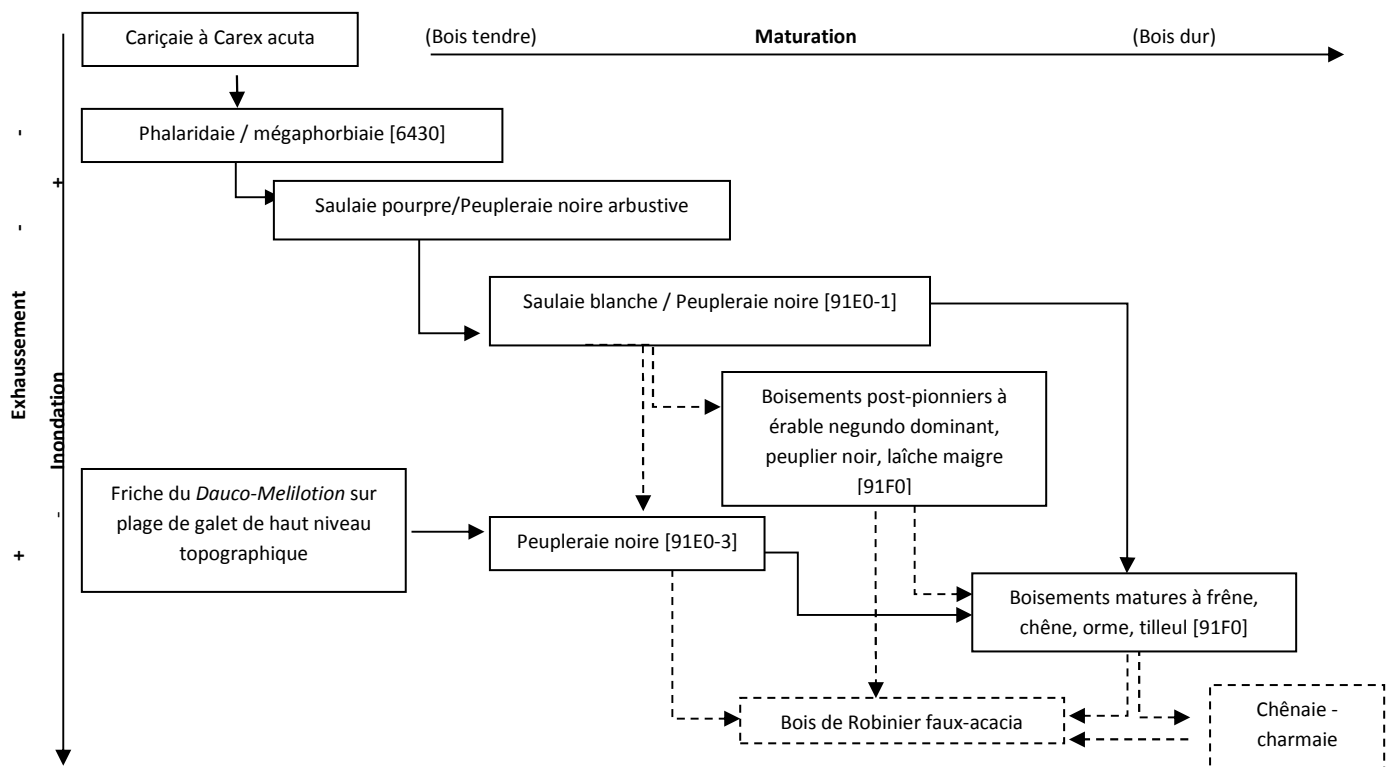 Cariçaie à Carex acuta
(Bois tendre)
Maturation
(Bois dur)
Phalaridaie / mégaphorbiaie [6430]
-
+
Saulaie pourpre/Peupleraie noire arbustive
-
Saulaie blanche / Peupleraie noire [91E0-1]
Exhaussement
Inondation
Boisements post-pionniers à
érable negundo dominant,
peuplier noir, laîche maigre
[91F0]
Friche du Dauco-Melilotion sur
plage de galet de haut niveau
topographique
-
+
Peupleraie noire [91E0-3]
Boisements matures à frêne,
chêne, orme, tilleul [91F0]
Bois de Robinier faux-acacia
Chênaie -
charmaie